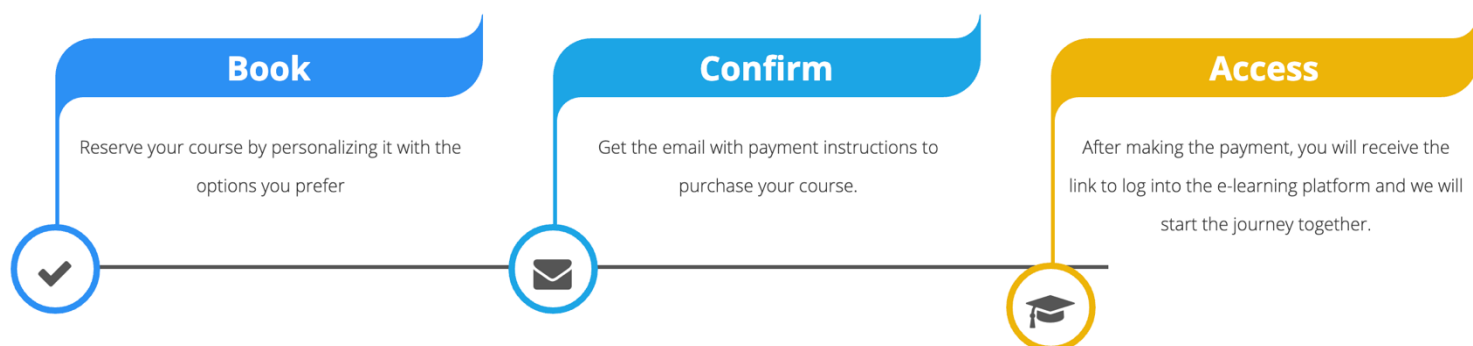 Book
Reserve your course by personalizing it with the
options you prefer
Confirm
Get the email with payment instructions to
purchase your course.
Access
After making the payment, you will receive the
link to log into the e-learning platform and we will
start the journey together.